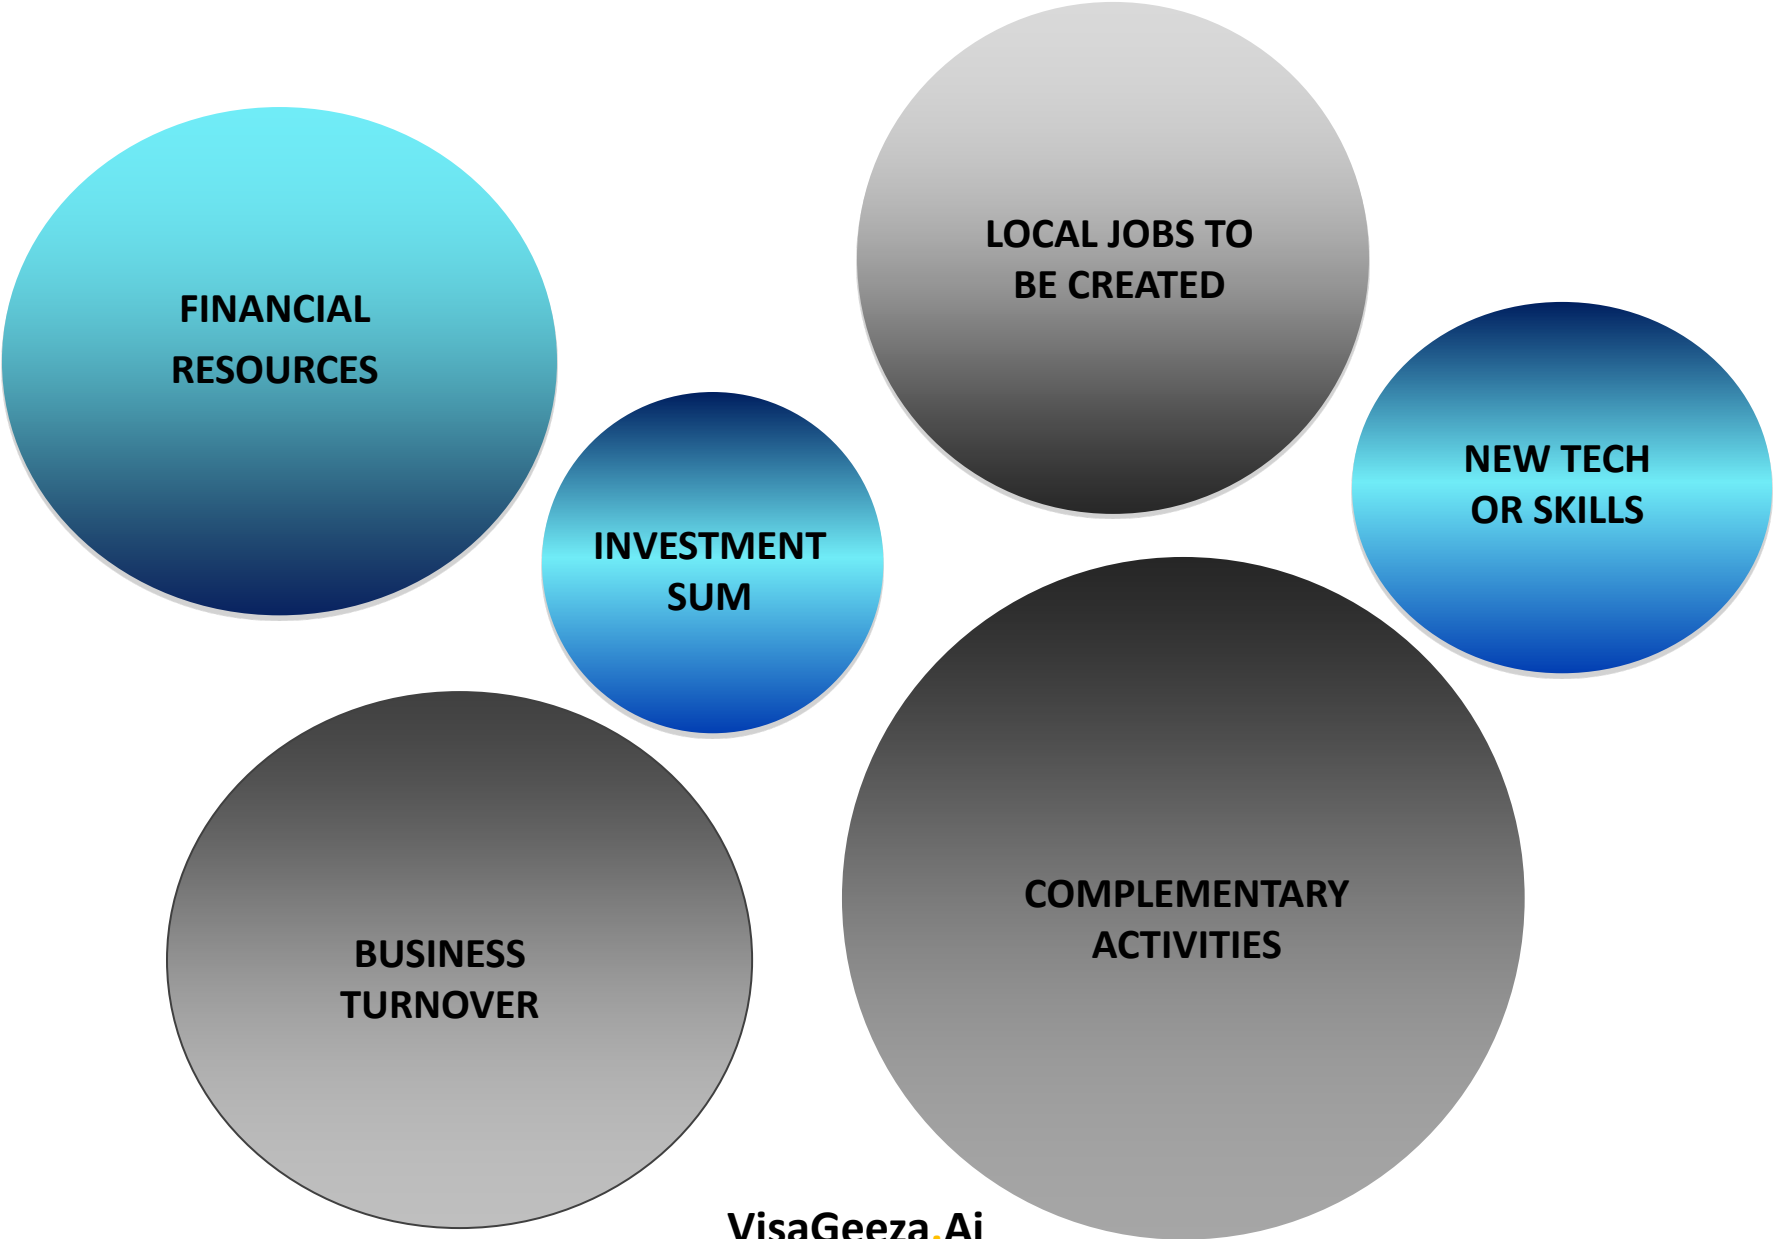 FINANCIAL
RESOURCES
LOCAL JOBS TO
BE CREATED
NEW TECH
OR SKILLS
INVESTMENT
SUM
BUSINESS
TURNOVER
COMPLEMENTARY
ACTIVITIES
VisaGeeza.Ai